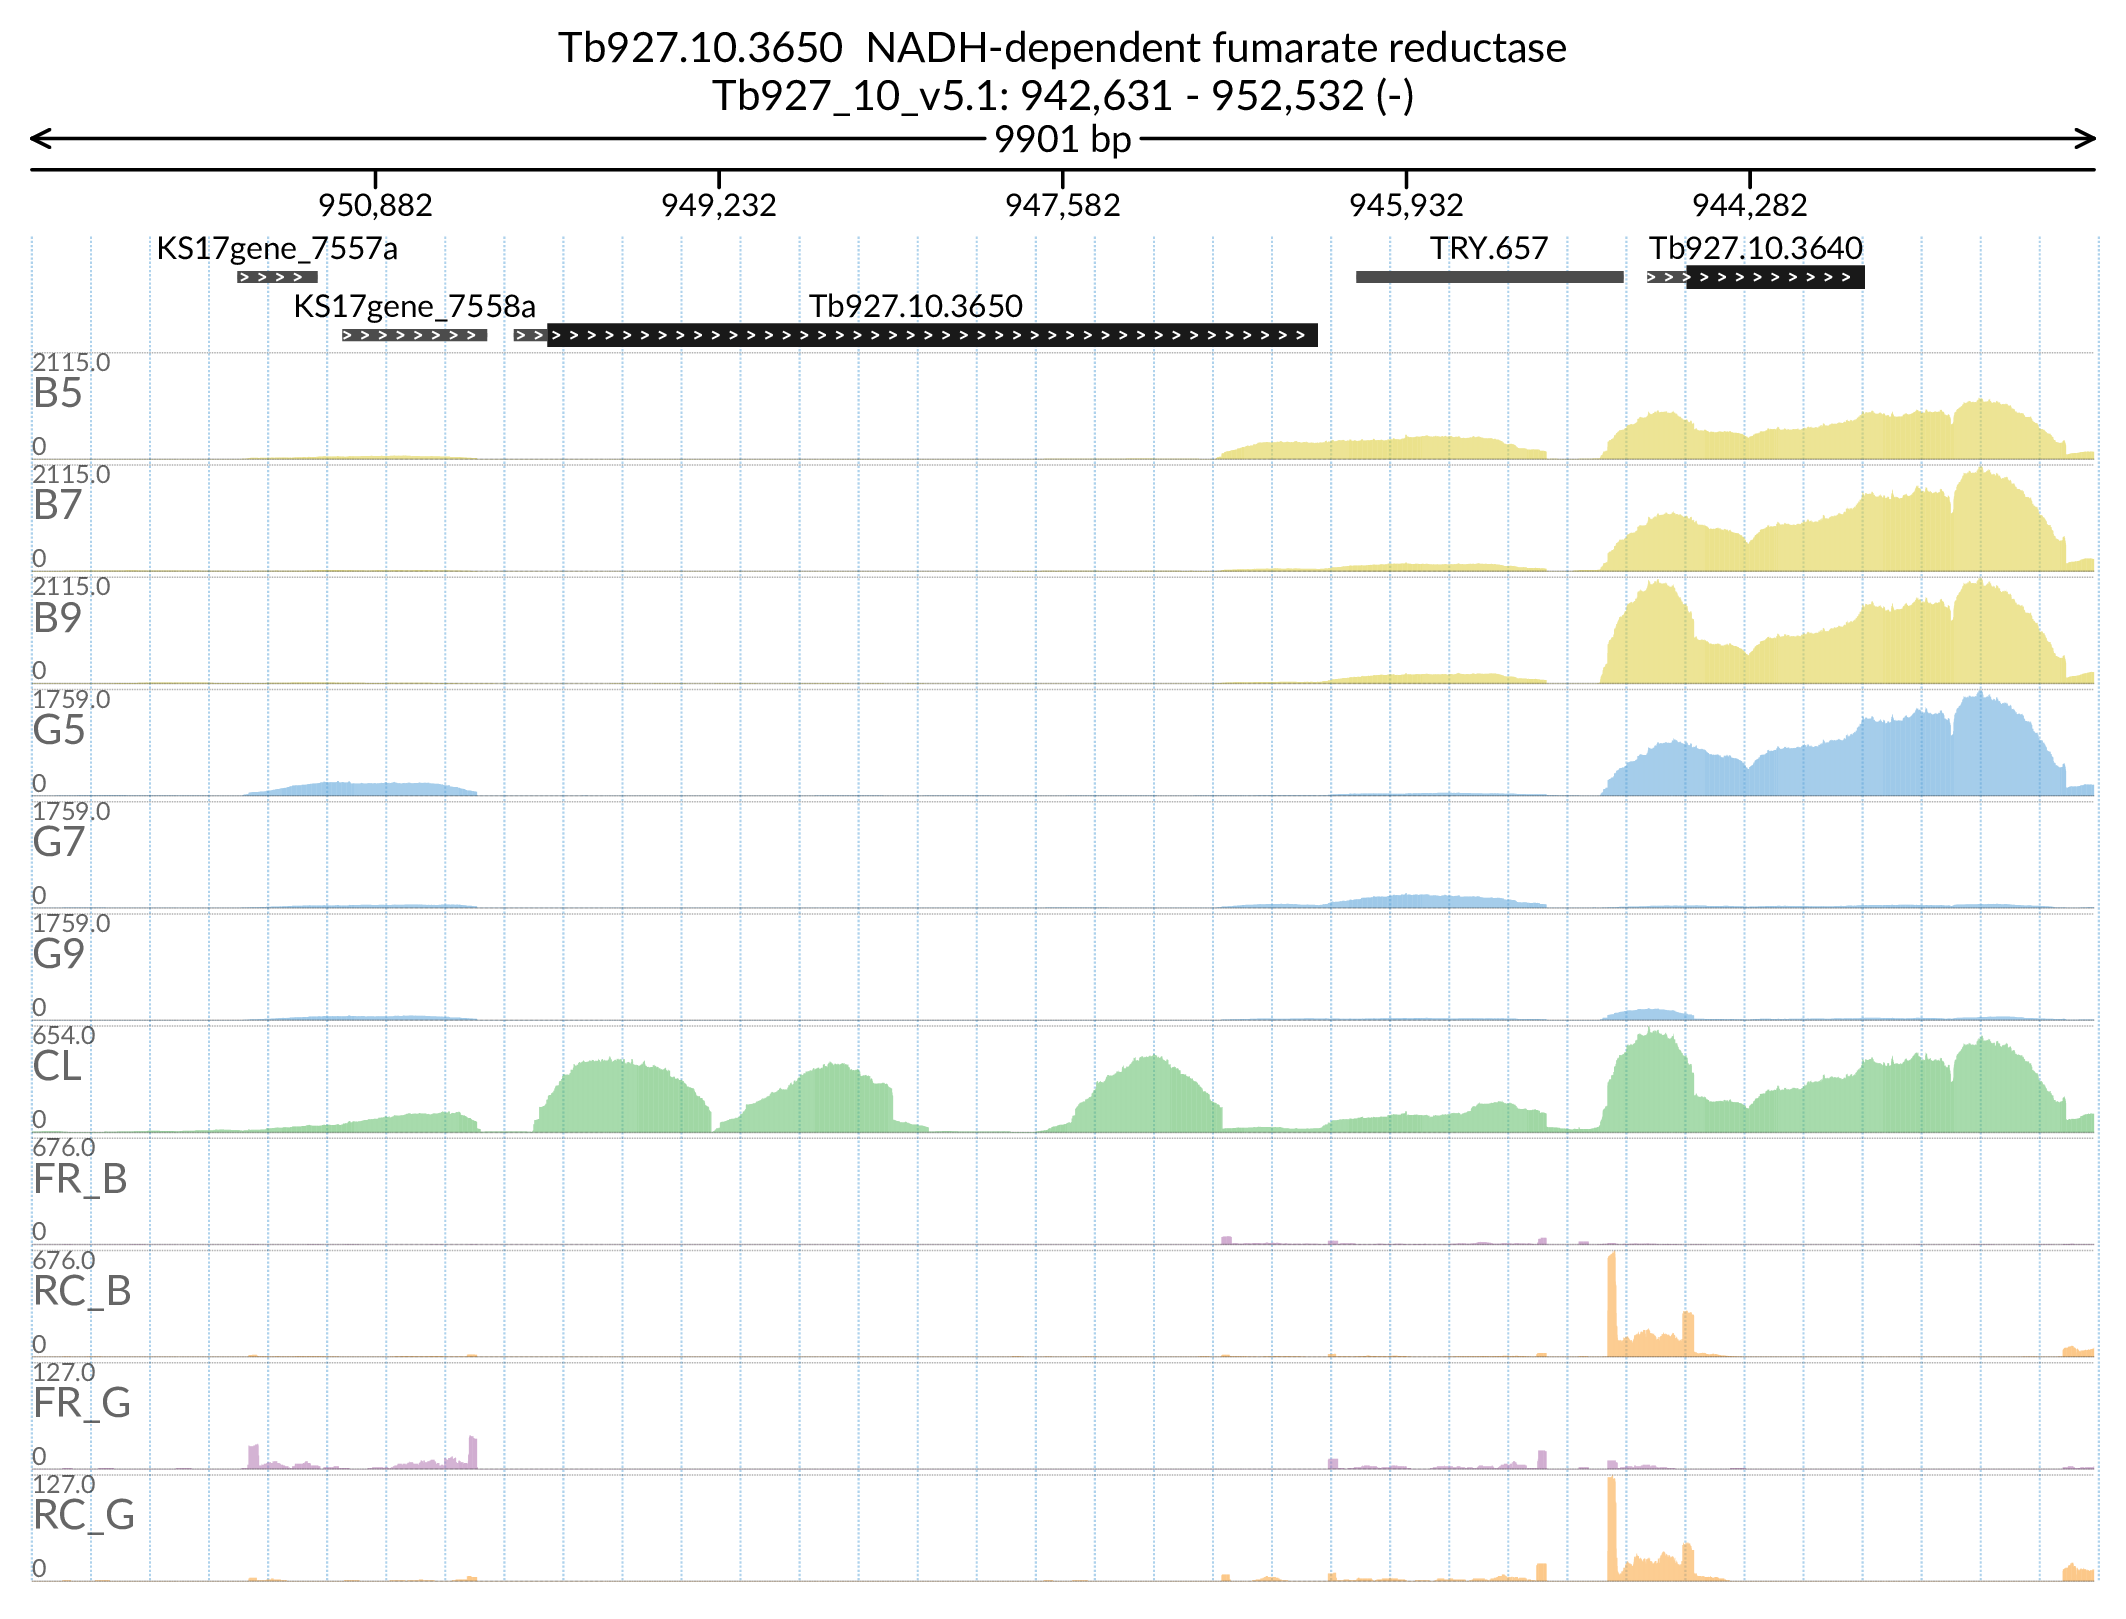 Tb927.10.3650  NADH-dependent fumarate reductase
Tb927_10_v5.1: 942,631 - 952,532 (-)
9901 bp
950,882 949,232 947,582 945,932 944,282
KS17gene_7557a TRY.657 Tb927.10.3640
KS17gene_7558a Tb927.10.3650
2115.0
B5
0
2115.0
B7
0
2115.0
B9
0
1759.0
G5
0
1759.0
G7
0
1759.0
G9
0
654.0
CL
0
676.0
FR_B
0
676.0
RC_B
0
127.0
FR_G
0
127.0
RC_G
0